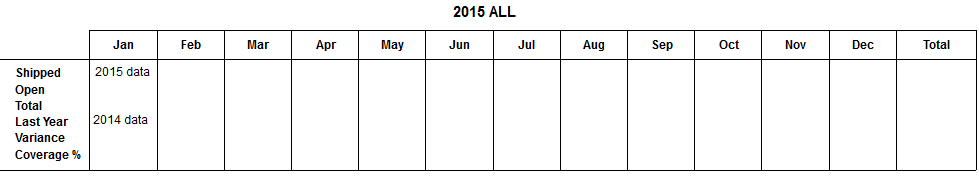 2015 ALL
Jan Feb Mar Apr May Jun Jul Aug Sep Oct Nov Dec Total
Shipped 2015 data
Open
Total
Last Year 2014 data
Variance
Coverage %